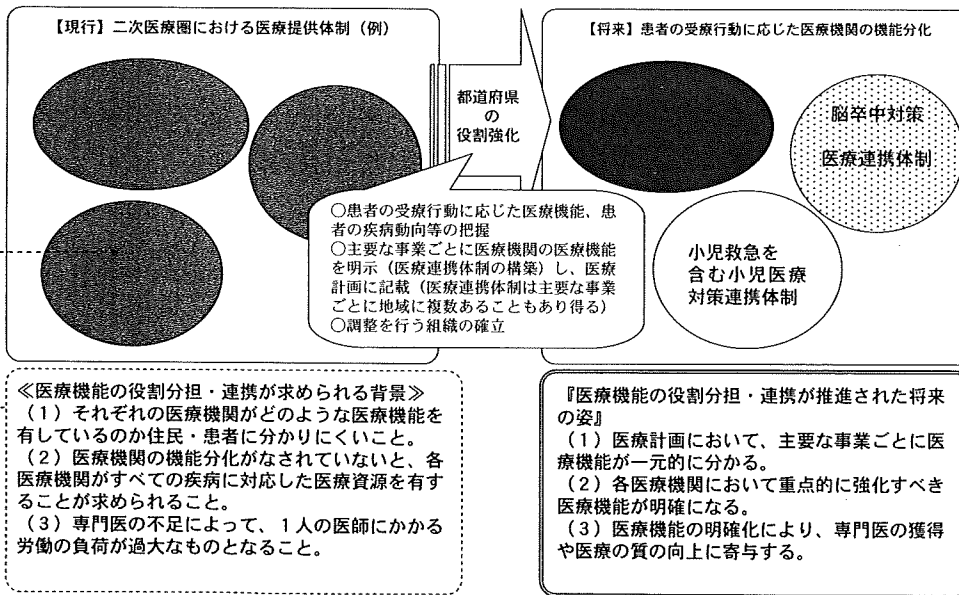 【現行】二次医療圏における医療提供体制(例)
都道府県
の
役割強化
【将来】患者の受療行動に応じた医療機関の機能分化
脳卒中対策
医療連携体制
小児救急を
含む小児医療
対策連携体制
○患者の受療行動に応じた医療機能、患
者の疾病動向等の把握
○主要な事業ごとに医療機関の医療機能
を明示(医療連携体制の構築)し、医療
計画に記載(医療連携体制は主要な事業
ごとに地域に複数あることもあり得る)
○調整を行う組織の確立
≪医療機能の役割分担・連携が求められる背景≫
(1)それぞれの医療機関がどのような医療機能を
有しているのか住民・患者に分かりにくいこと。
(2)医療機関の機能分化がなされていないと、各
医療機関がすべての疾病に対応した医療資源を有す
ることが求められること。
(3)専門医の不足によって、1人の医師にかかる
労働の負荷が過大なものとなること。
『医療機能の役割分担・連携が推進された将来
の姿』
(1)医療計画において、主要な事業ごとに医
療機能が一元的に分かる。
(2)各医療機関において重点的に強化すべき
医療機能が明確になる。
(3)医療機能の明確化により、専門医の獲得
や医療の質の向上に寄与する。